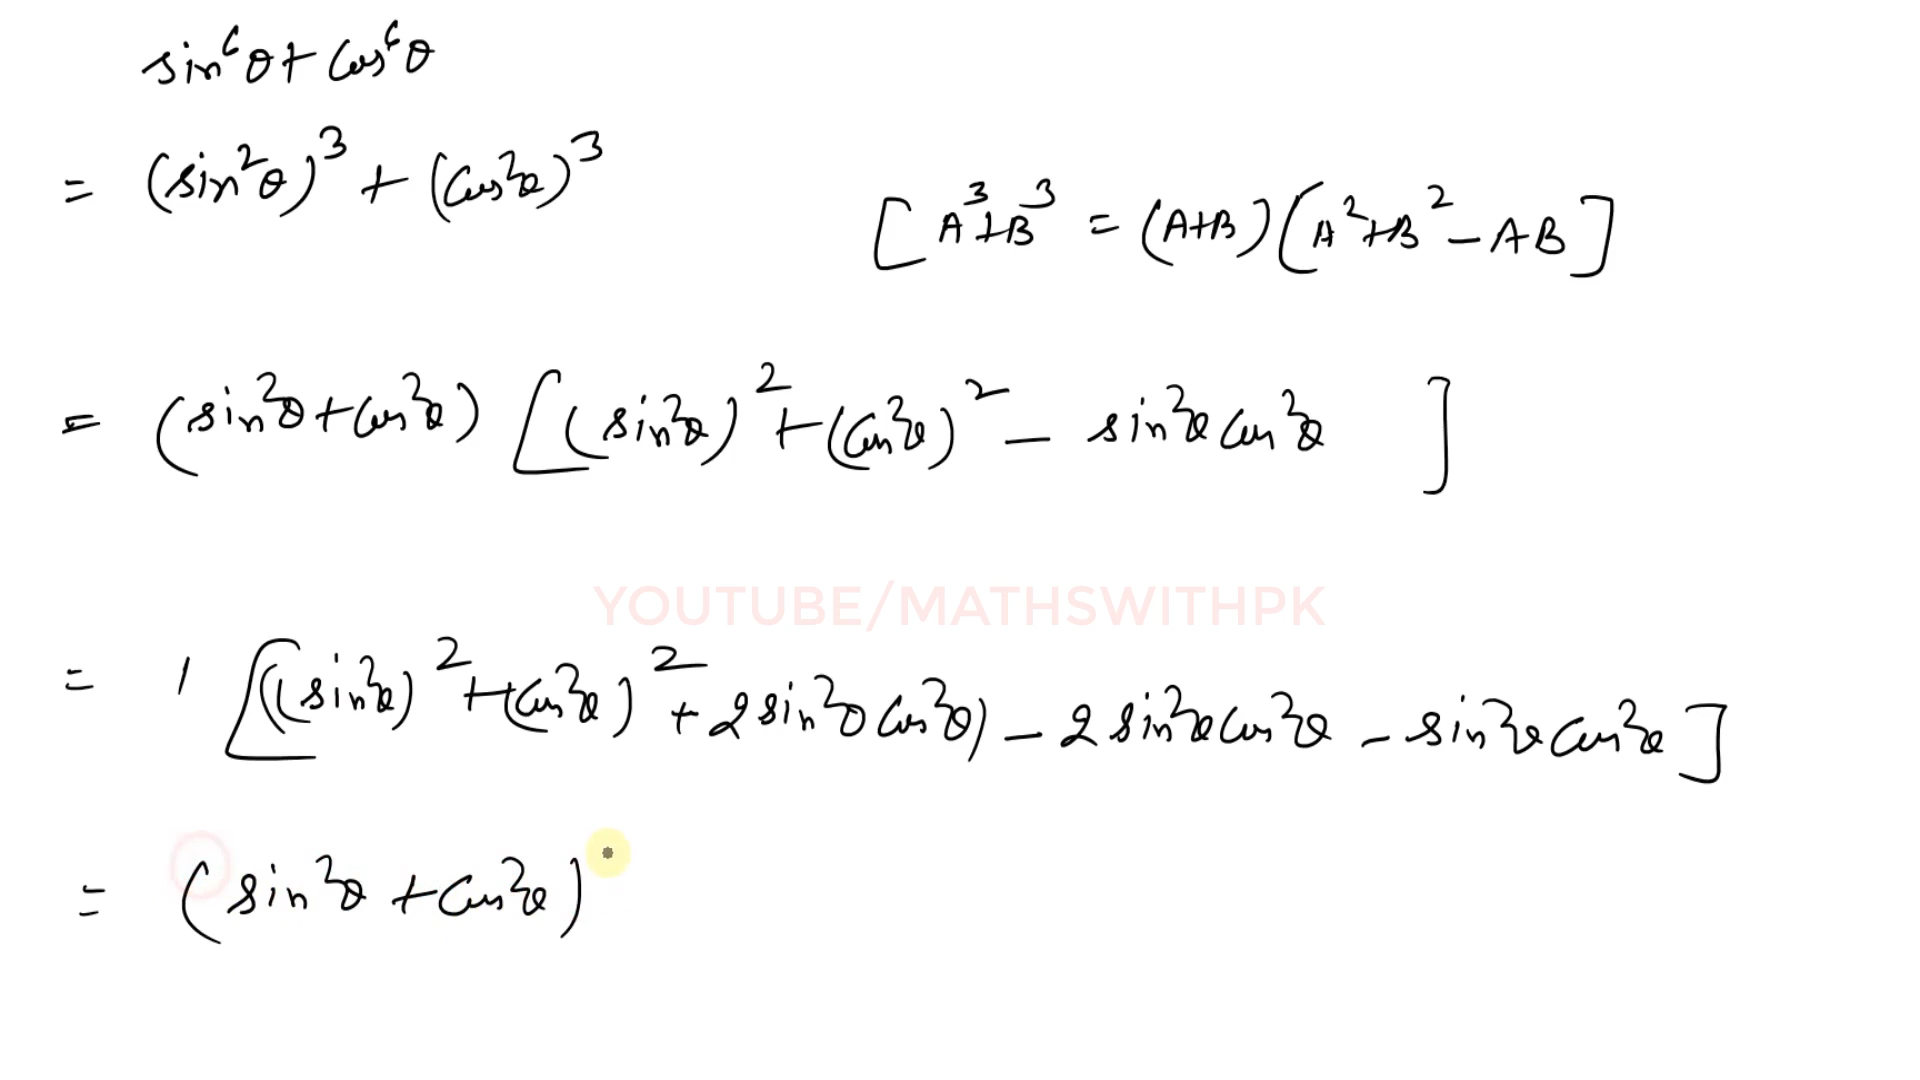 sin⁶θ + cos⁶θ
= (sin²θ)³ + (cos²θ)³
[A³+B³ = (A+B)(A²+B²-AB]
= (sin²θ + cos²θ) [(sin²θ)² + (cos²θ)² - sin²θ cos²θ ]
YOUTUBE/MATHSWITHPK
= 1 [((sin²θ)² + (cos²θ)² + 2 sin²θ cos²θ) - 2 sin²θ cos²θ - sin²θ cos²θ]
= (sin²θ + cos²θ)